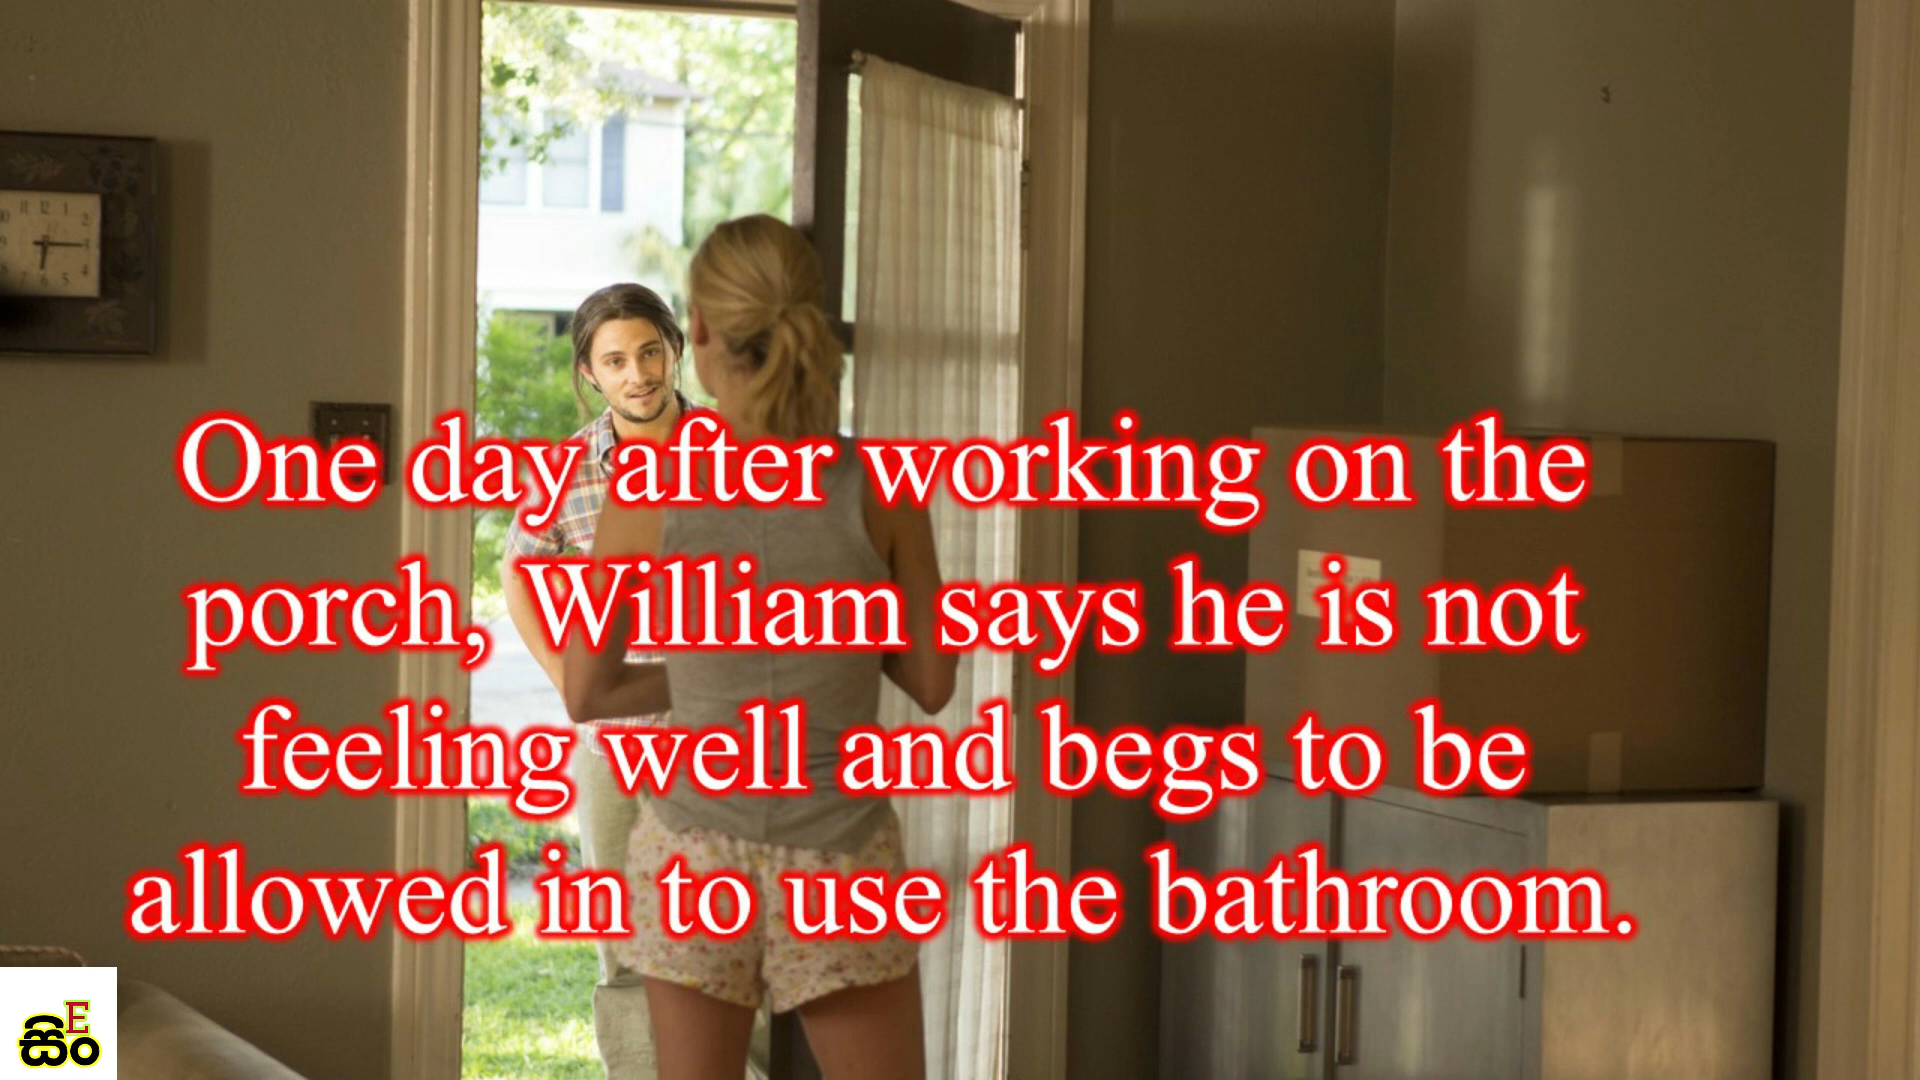 One day after working on the
porch, William says he is not
feeling well and begs to be
allowed in to use the bathroom.
E
සිං